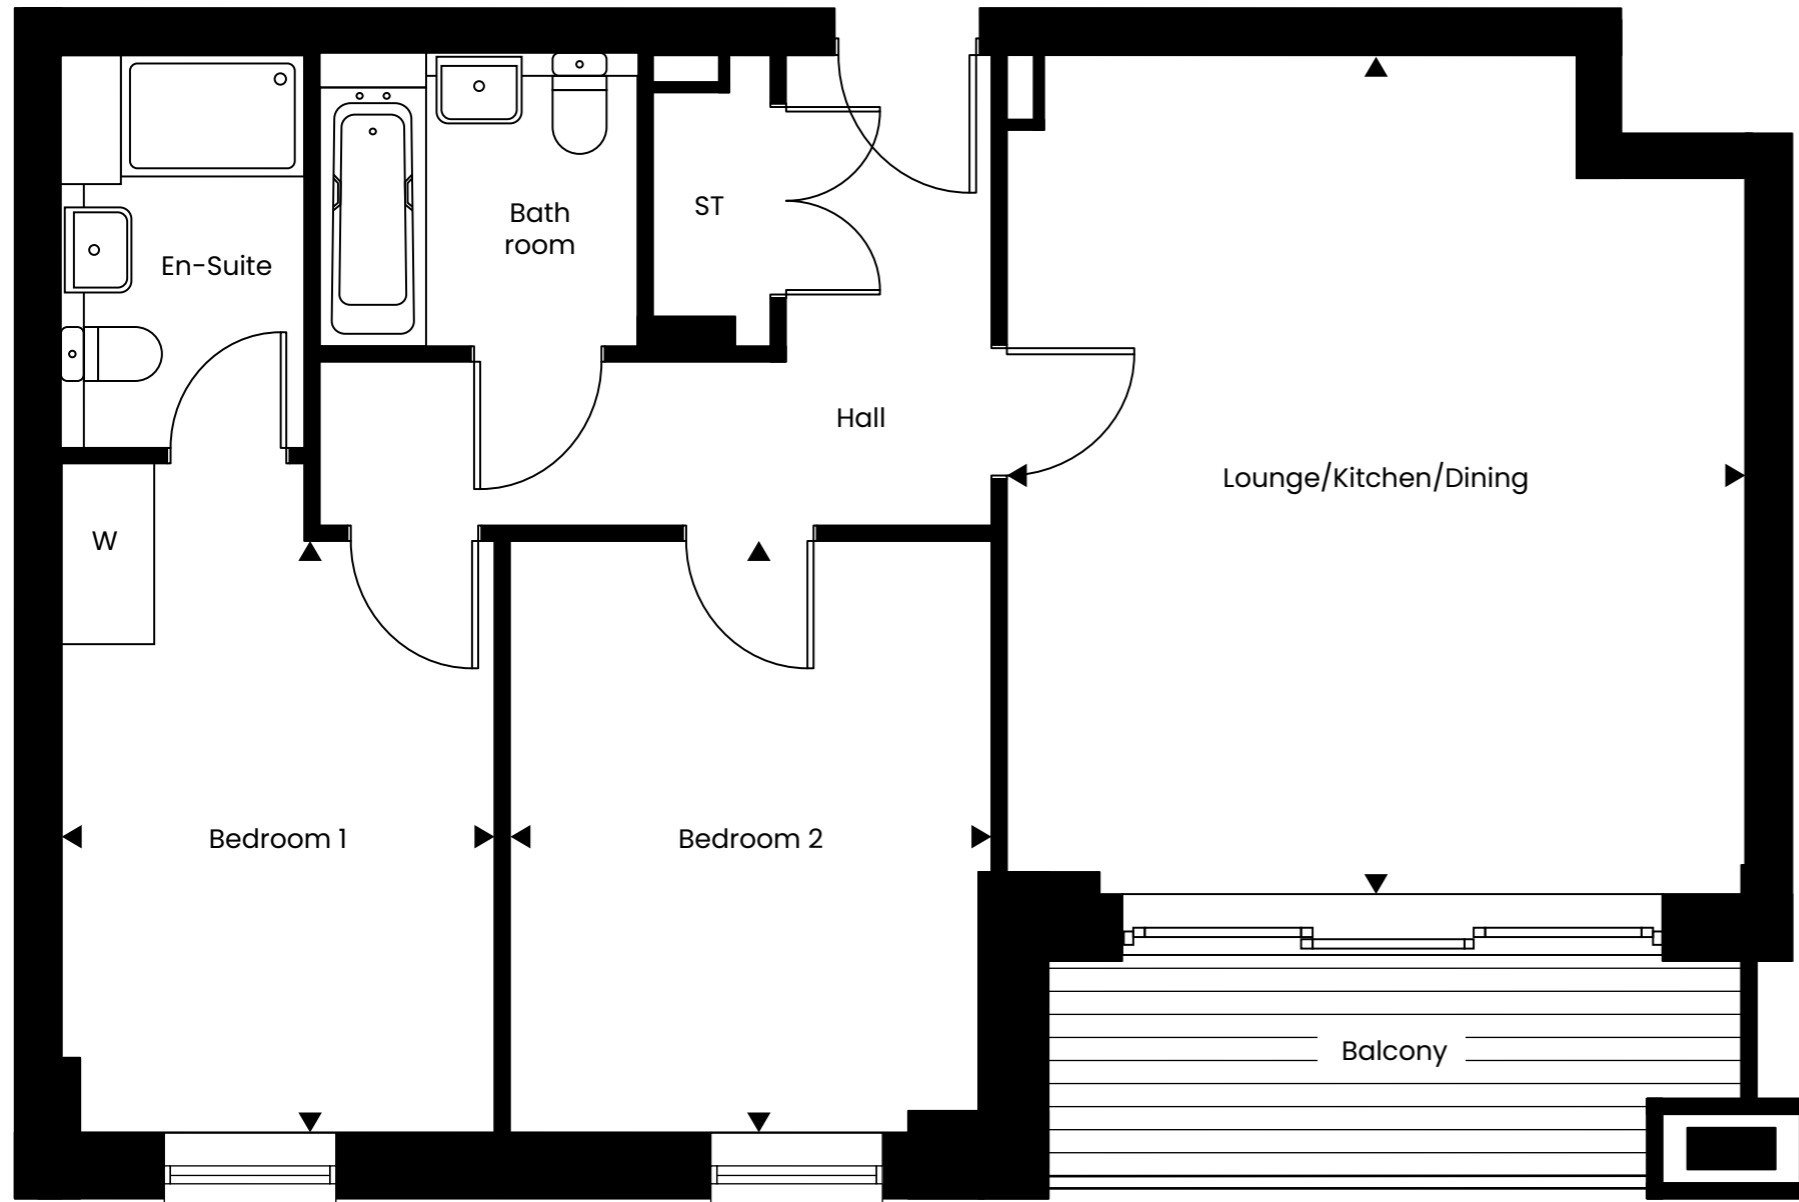 En-Suite
Bath
room
ST
Hall
Lounge/Kitchen/Dining
W
Bedroom 1
Bedroom 2
Balcony